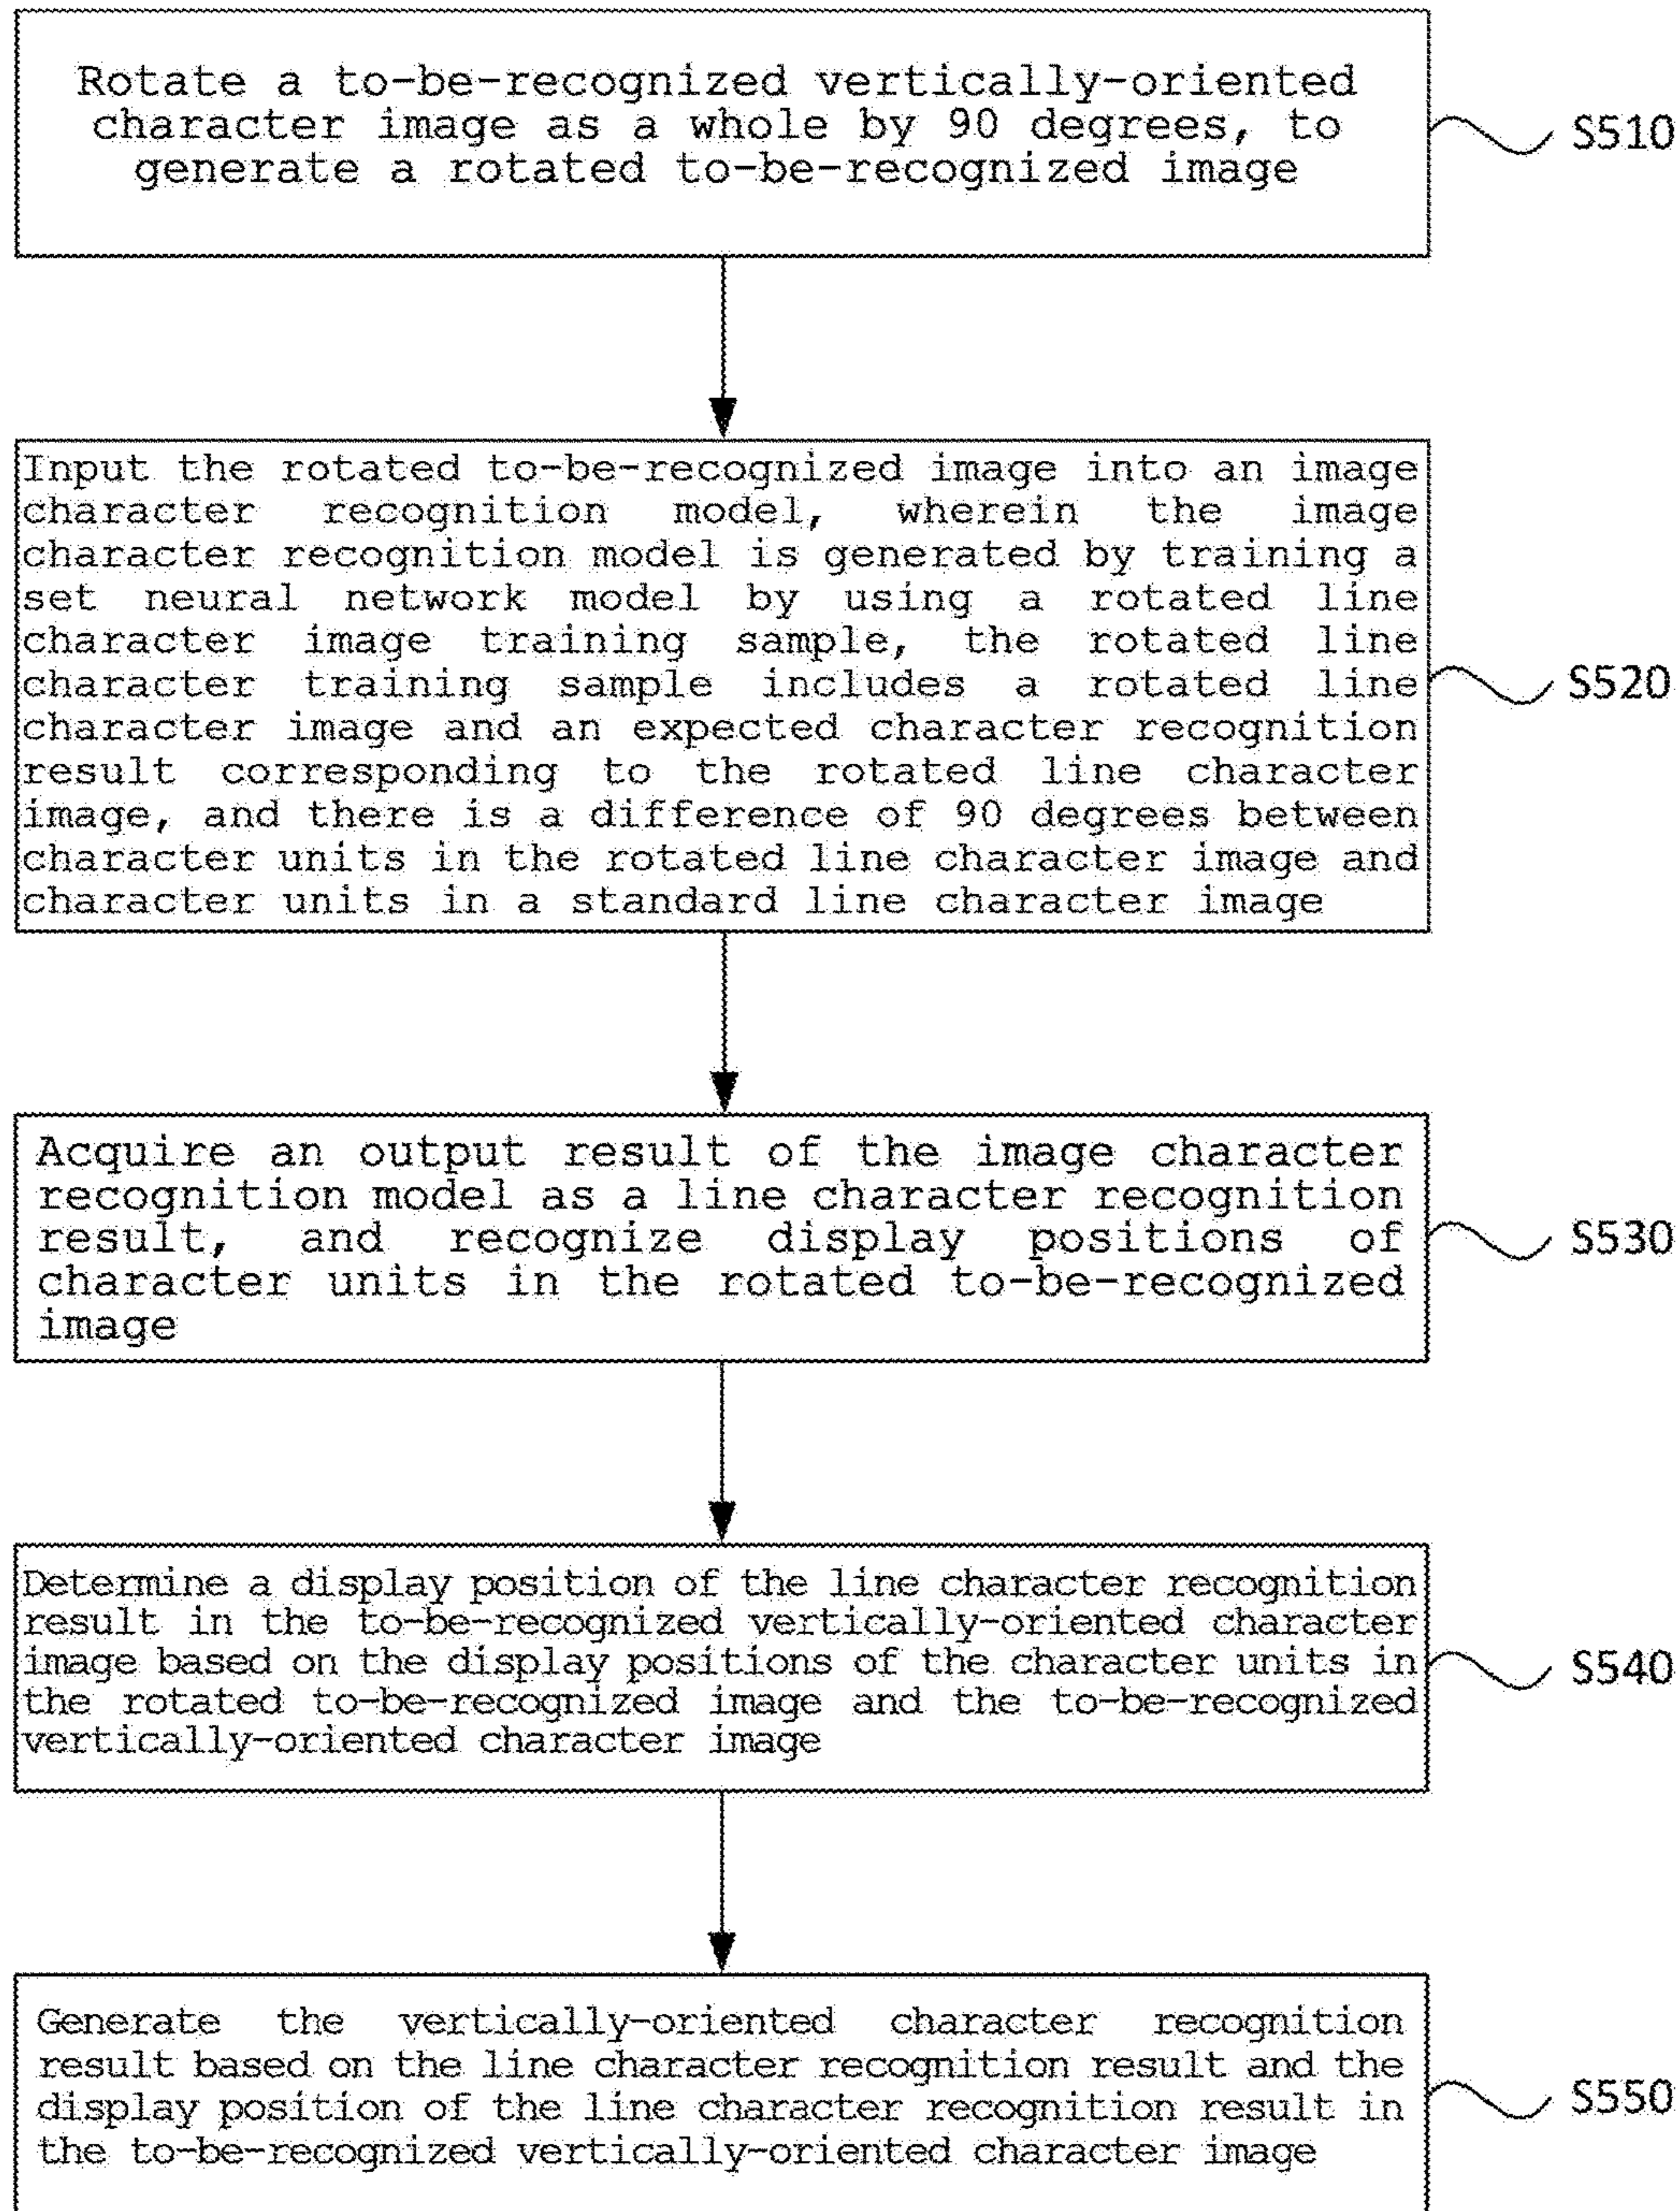 Rotate a to-be-recognized vertically-oriented
character image as a whole by 90 degrees, to
generate a rotated to-be-recognized image
S510
Input the rotated to-be-recognized image into an image
character recognition model, wherein the image
character recognition model is generated by training a
set neural network model by using a rotated line
character image training sample, the rotated line
character training sample includes a rotated line
character image and an expected character recognition
result corresponding to the rotated line character
image, and there is a difference of 90 degrees between
character units in the rotated line character image and
character units in a standard line character image
S520
Acquire an output result of the image character
recognition model as a line character recognition
result, and recognize display positions of
character units in the rotated to-be-recognized
image
S530
Determine a display position of the line character recognition
result in the to-be-recognized vertically-oriented character
image based on the display positions of the character units in
the rotated to-be-recognized image and the to-be-recognized
vertically-oriented character image
S540
Generate the vertically-oriented character recognition
result based on the line character recognition result and the
display position of the line character recognition result in
the to-be-recognized vertically-oriented character image
S550